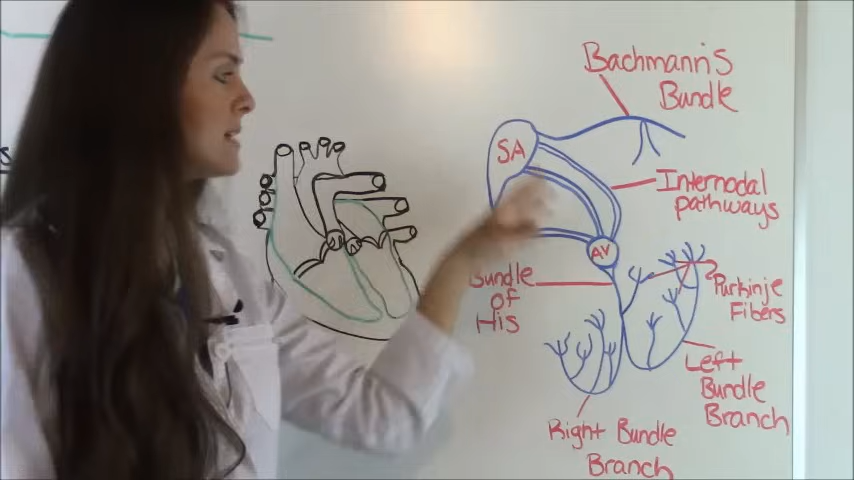 Bachmann's
Bundle
SA
Internodal
pathways
AV
Bundle
of
His
Purkinje
Fibers
Left
Bundle
Branch
Right Bundle
Branch